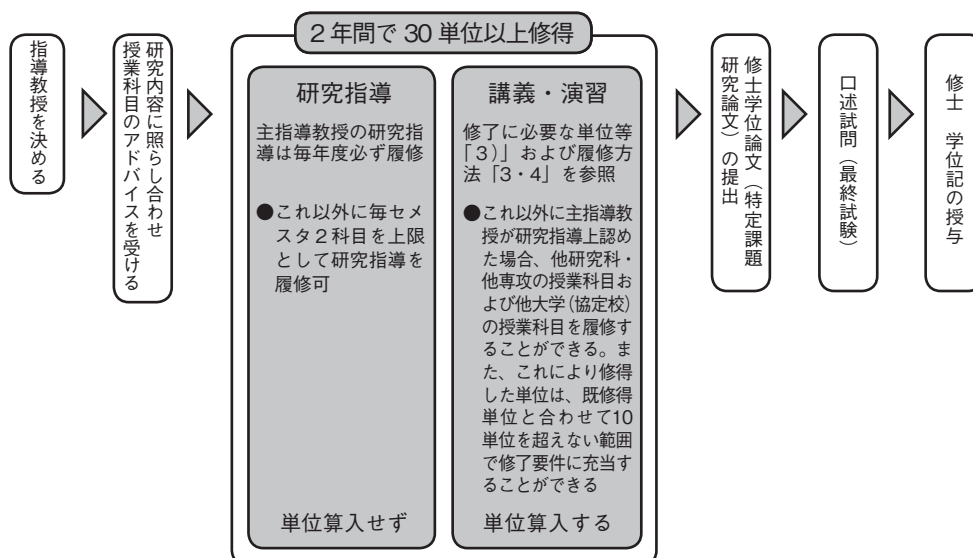 指導教授を決める
研究内容に照らし合わせ
授業科目のアドバイスを受ける
2年間で30単位以上修得
研究指導
主指導教授の研究指
導は毎年度必ず履修
●これ以外に毎セメ
スタ2科目を上限
として研究指導を
履修可
単位算入せず
講義・演習
修了に必要な単位等
「3)」および履修方
法「3・4」を参照
●これ以外に主指導教
授が研究指導上認め
た場合、他研究科・
他専攻の授業科目お
よび他大学(協定校)
の授業科目を履修す
ることができる。ま
た、これにより修得
した単位は、既修得
単位と合わせて10
単位を超えない範囲
で修了要件に充当す
ることができる
単位算入する
修士学位論文(特定課題
研究論文)の提出
口述試問(最終試験)
修士 学位記の授与